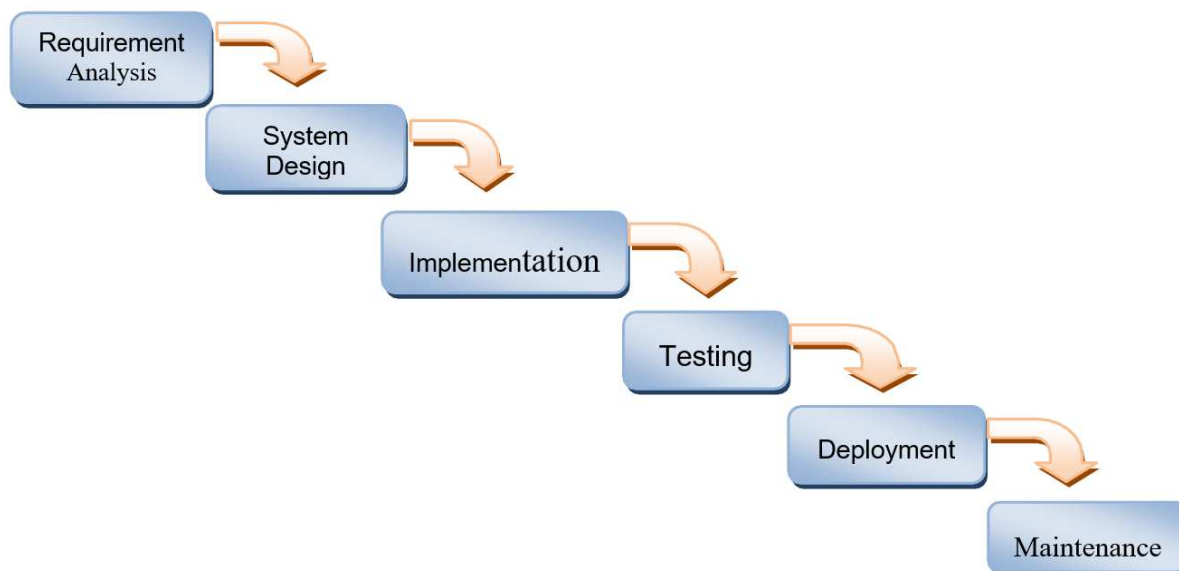 Requirement
Analysis
System
Design
Implementation
Testing
Deployment
Maintenance